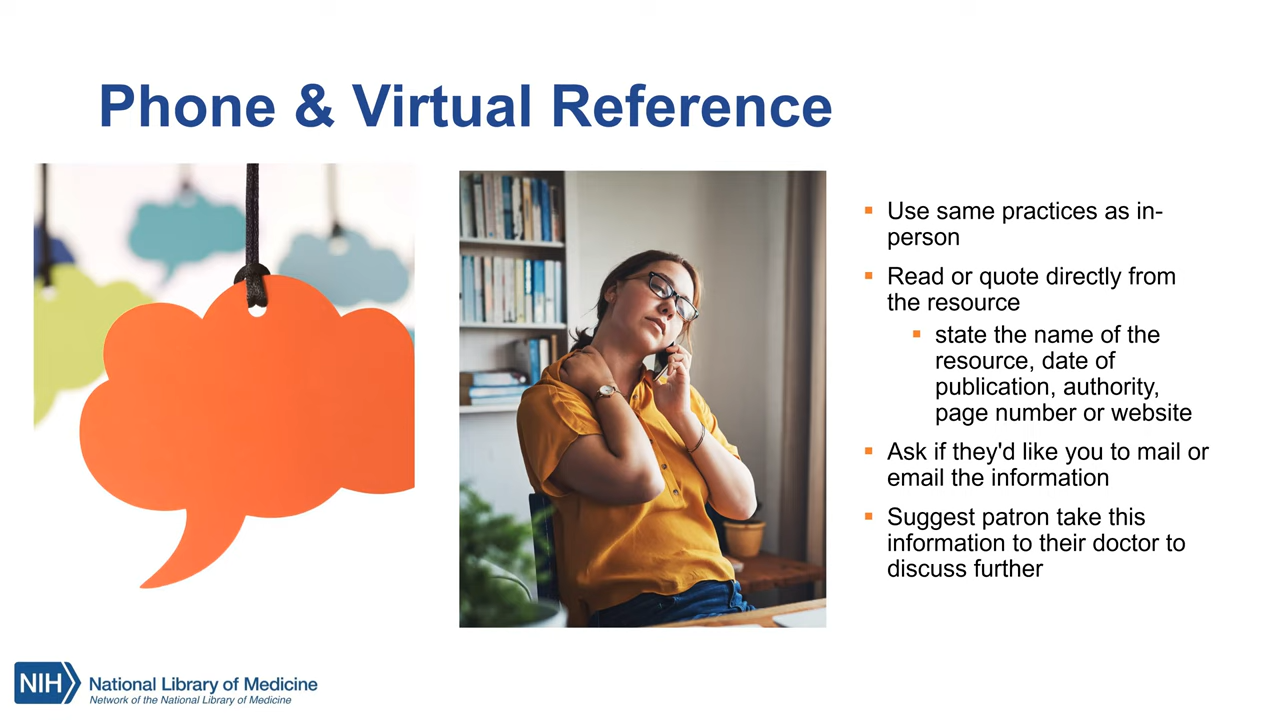 Phone & Virtual Reference
Use same practices as in-
person
Read or quote directly from
the resource
state the name of the
resource, date of
publication, authority,
page number or website
Ask if they'd like you to mail or
email the information
Suggest patron take this
information to their doctor to
discuss further
NIH National Library of Medicine
Network of the National Library of Medicine